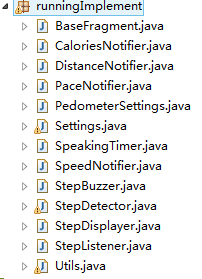 runningImplement
BaseFragment.java
CaloriesNotifier.java
DistanceNotifier.java
PaceNotifier.java
PedometerSettings.java
Settings.java
SpeakingTimer.java
SpeedNotifier.java
StepBuzzer.java
StepDetector.java
StepDisplayer.java
StepListener.java
Utils.java